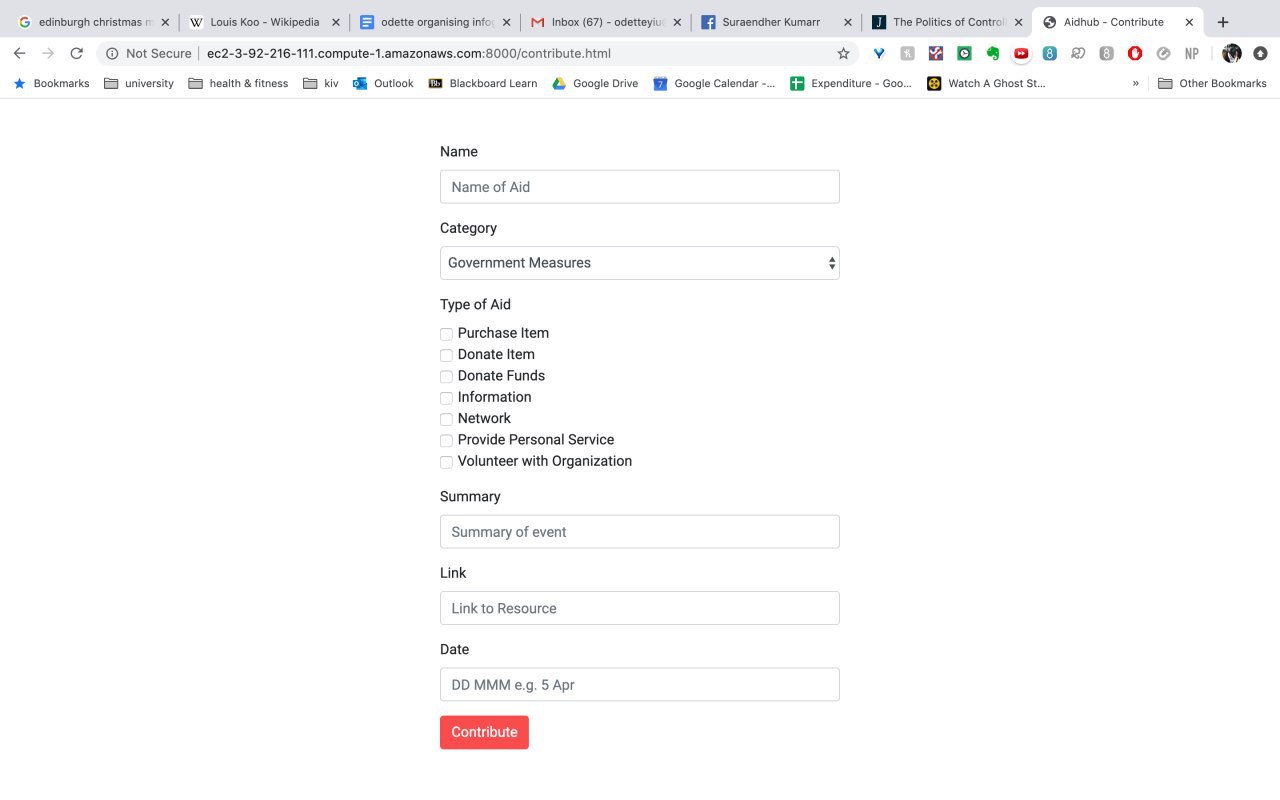 edinburgh christmas m
Louis Koo - Wikipedia
odette organising infog
Inbox (67) - odetteyiu
Suraendher Kumarr
The Politics of Control
Aidhub - Contribute
Not Secure
ec2-3-92-216-111.compute-1.amazonaws.com:8000/contribute.html
NP
Bookmarks
university
health & fitness
kiv
Outlook
Blackboard Learn
Google Drive
Google Calendar -...
Expenditure - Goo...
Watch A Ghost St...
»
Other Bookmarks
Name
Name of Aid
Category
Government Measures
Type of Aid
Purchase Item
Donate Item
Donate Funds
Information
Network
Provide Personal Service
Volunteer with Organization
Summary
Summary of event
Link
Link to Resource
Date
DD MMM e.g. 5 Apr
Contribute